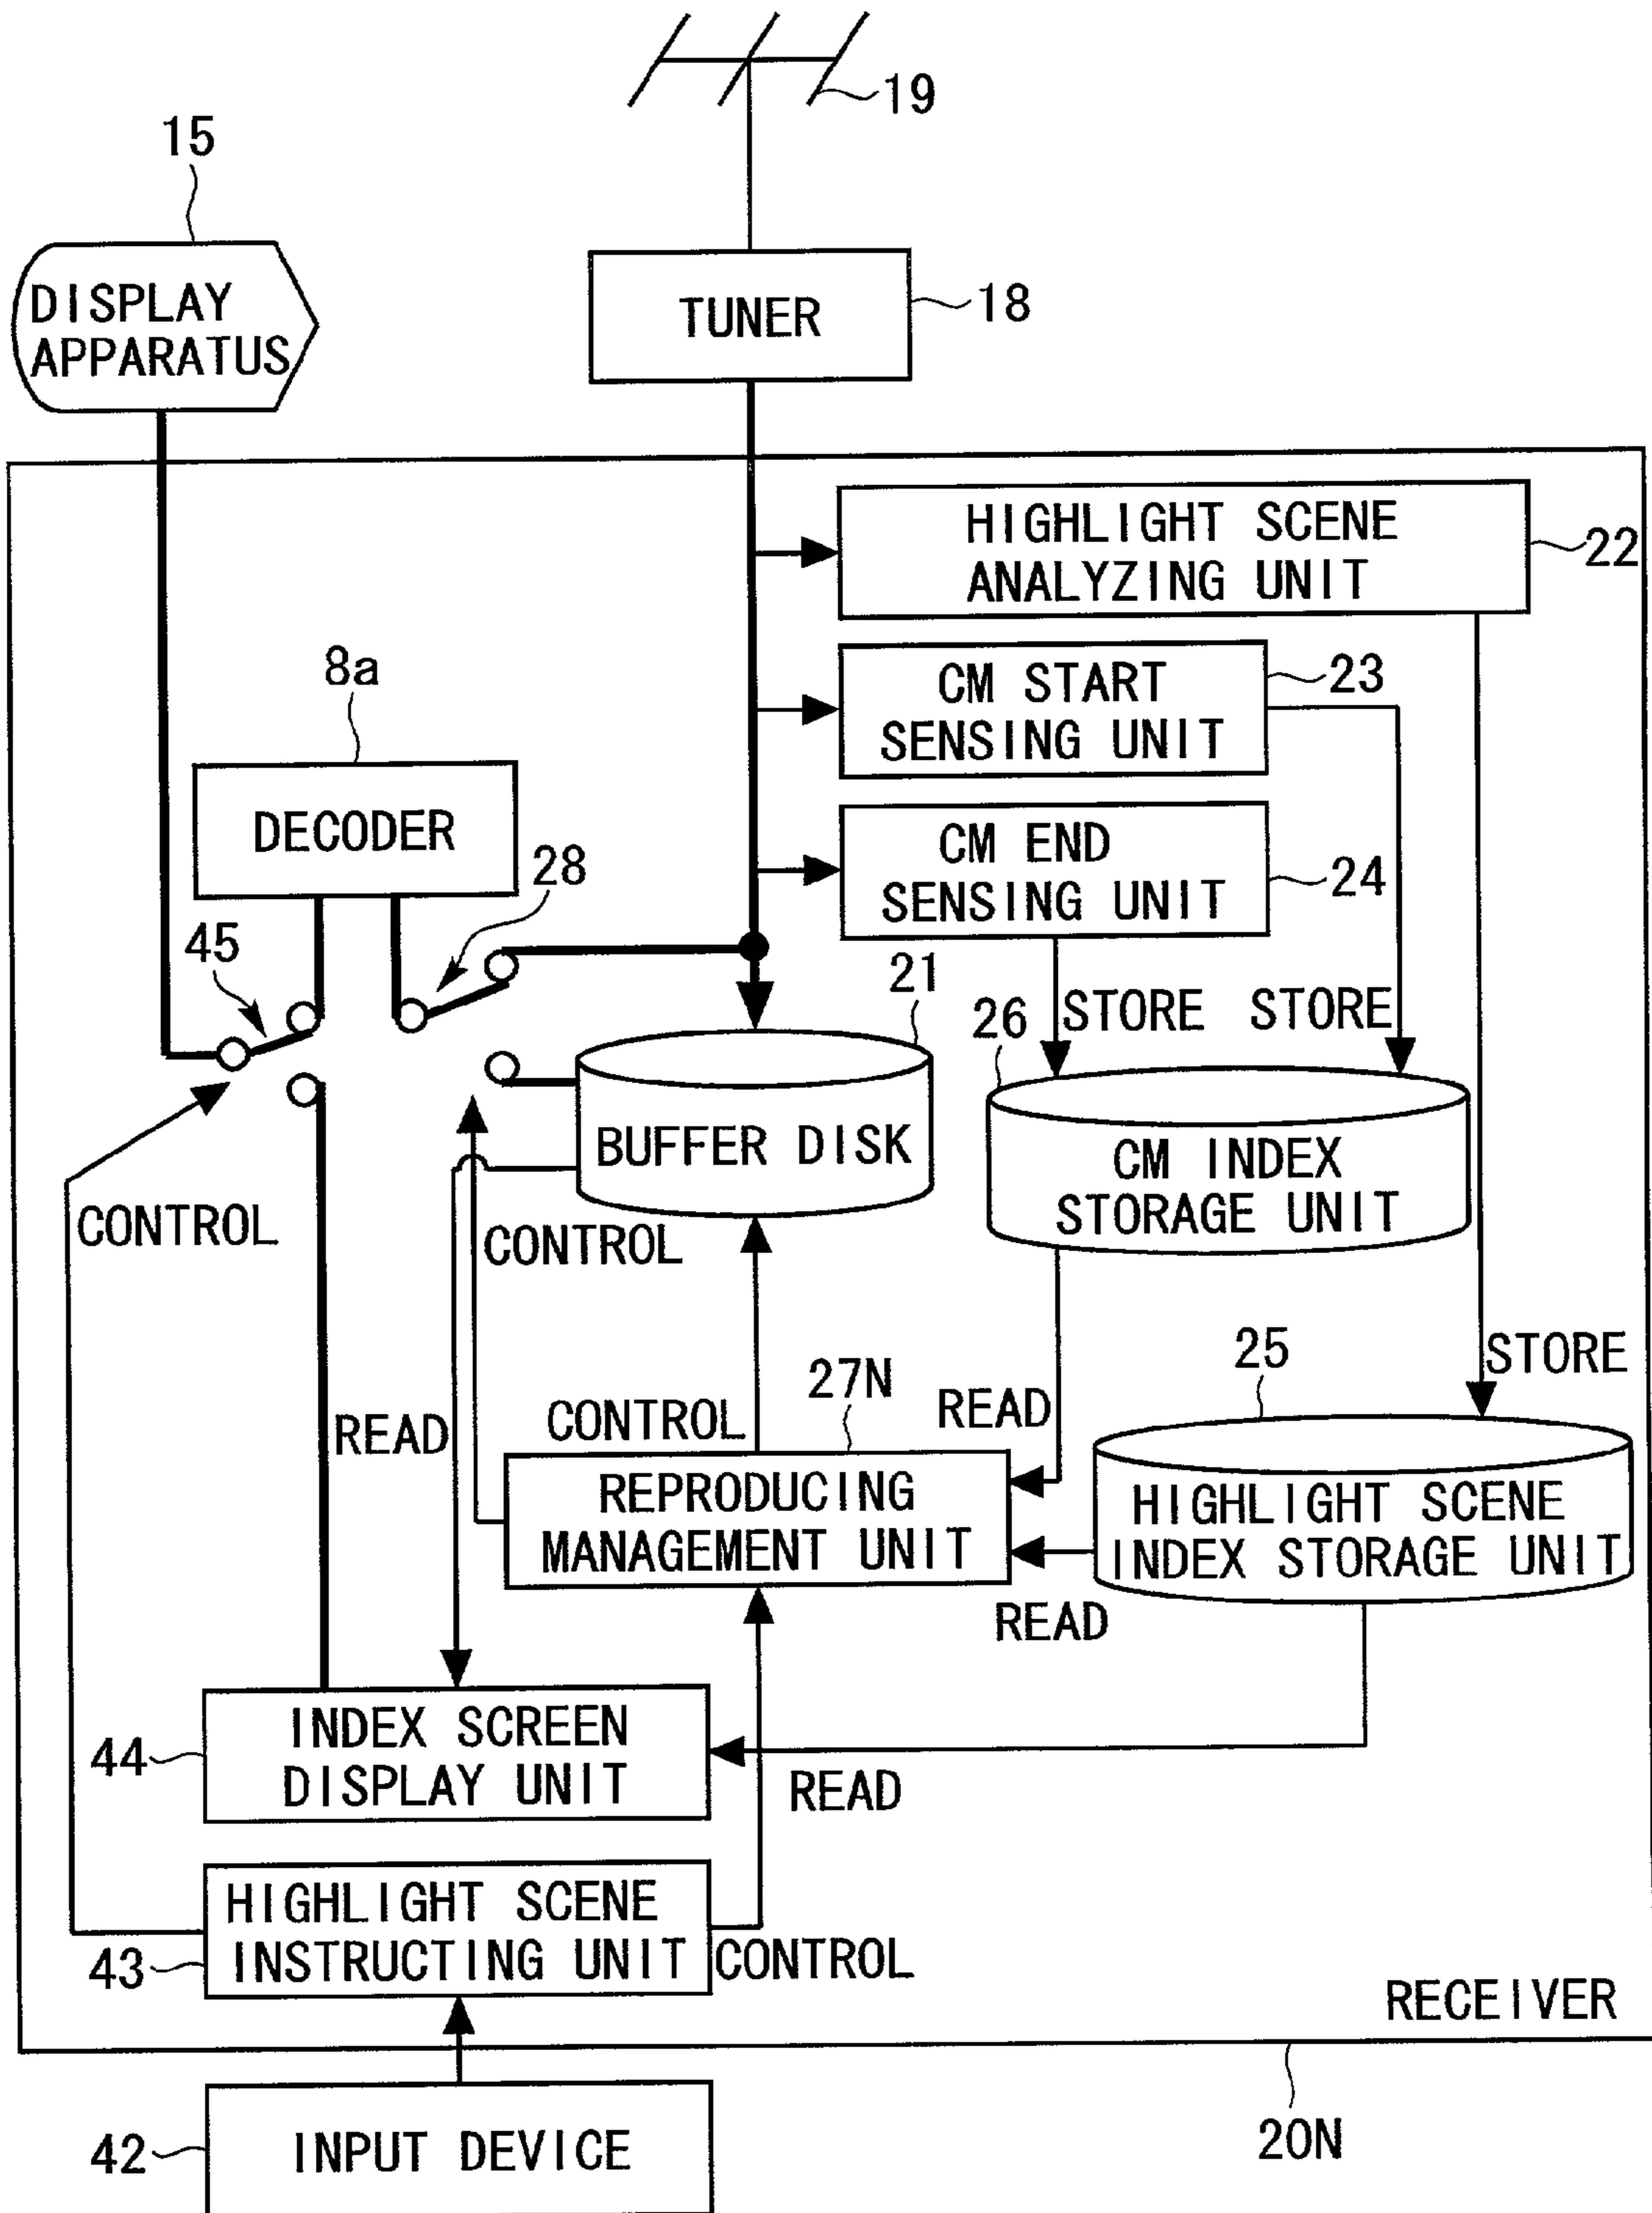 19
15
DISPLAY
APPARATUS
TUNER
18
HIGHLIGHT SCENE
ANALYZING UNIT
22
8a
CM START
SENSING UNIT
23
DECODER
28
CM END
SENSING UNIT
24
45
21
26
STORE
STORE
BUFFER DISK
CM INDEX
STORAGE UNIT
CONTROL
CONTROL
25
STORE
27N
READ
CONTROL
READ
REPRODUCING
MANAGEMENT UNIT
HIGHLIGHT SCENE
INDEX STORAGE UNIT
READ
44
INDEX SCREEN
DISPLAY UNIT
READ
43
HIGHLIGHT SCENE
INSTRUCTING UNIT
CONTROL
RECEIVER
42
INPUT DEVICE
20N